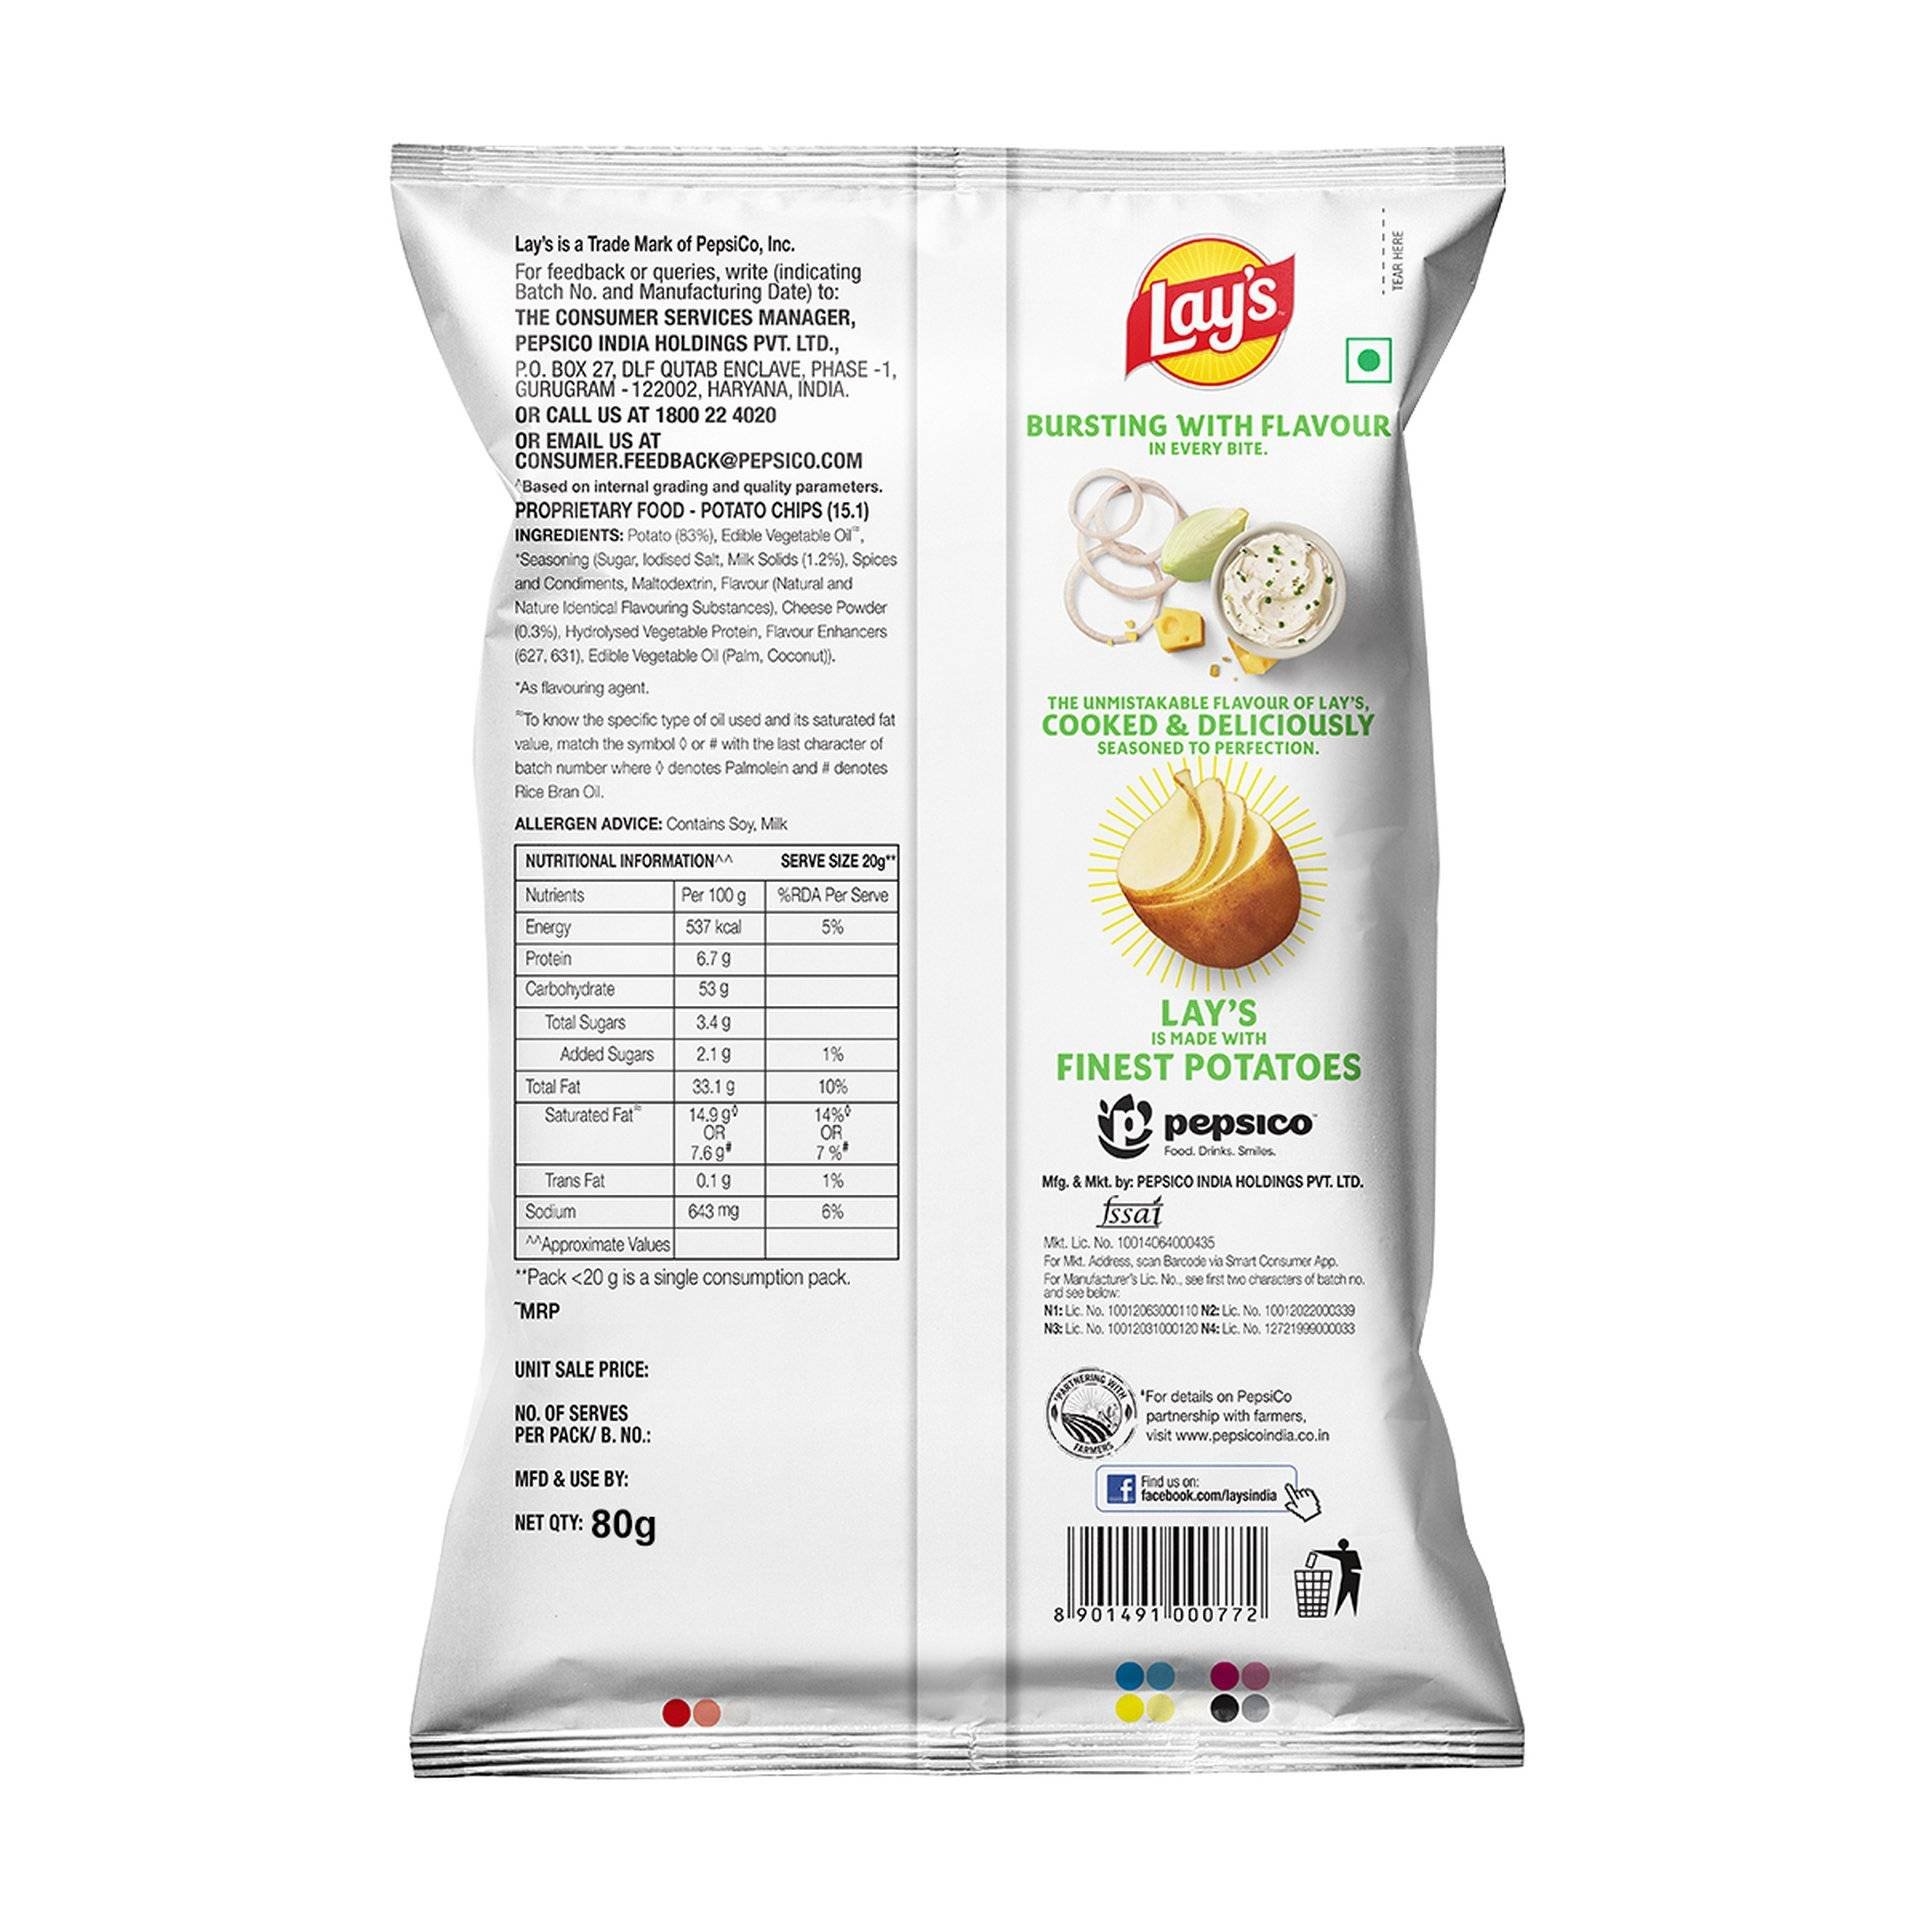 Lay's is a Trade Mark of PepsiCo, Inc.
For feedback or queries, write (indicating
Batch No. and Manufacturing Date) to:
THE CONSUMER SERVICES MANAGER,
PEPSICO INDIA HOLDINGS PVT. LTD.,
P.O. BOX 27, DLF QUTAB ENCLAVE, PHASE -1,
GURUGRAM - 122002, HARYANA, INDIA.
OR CALL US AT 1800 22 4020
OR EMAIL US AT
CONSUMER.FEEDBACK@PEPSICO.COM
^Based on internal grading and quality parameters.
PROPRIETARY FOOD - POTATO CHIPS (15.1)
INGREDIENTS: Potato (83%), Edible Vegetable Oil≈,
*Seasoning (Sugar, Iodised Salt, Milk Solids (1.2%), Spices
and Condiments, Maltodextrin, Flavour (Natural and
Nature Identical Flavouring Substances), Cheese Powder
(0.3%), Hydrolysed Vegetable Protein, Flavour Enhancers
(627, 631), Edible Vegetable Oil (Palm, Coconut)).
*As flavouring agent.
≈To know the specific type of oil used and its saturated fat
value, match the symbol ◊ or # with the last character of
batch number where ◊ denotes Palmolein and # denotes
Rice Bran Oil.
ALLERGEN ADVICE: Contains Soy, Milk
NUTRITIONAL INFORMATION^^ SERVE SIZE 20g**
Nutrients Per 100 g %RDA Per Serve
Energy 537 kcal 5%
Protein 6.7 g
Carbohydrate 53 g
Total Sugars 3.4 g
Added Sugars 2.1 g 1%
Total Fat 33.1 g 10%
Saturated Fat≈ 14.9 g◊ 14%◊
OR OR
7.6 g# 7 %#
Trans Fat 0.1 g 1%
Sodium 643 mg 6%
^^Approximate Values
**Pack <20 g is a single consumption pack.
~MRP
UNIT SALE PRICE:
NO. OF SERVES
PER PACK/ B. NO.:
MFD & USE BY:
NET QTY: 80g
TEAR HERE
Lay's™
BURSTING WITH FLAVOUR
IN EVERY BITE.
THE UNMISTAKABLE FLAVOUR OF LAY'S,
COOKED & DELICIOUSLY
SEASONED TO PERFECTION.
LAY'S
IS MADE WITH
FINEST POTATOES
pepsico™
Food. Drinks. Smiles.
Mfg. & Mkt. by: PEPSICO INDIA HOLDINGS PVT. LTD.
fssai
Mkt. Lic. No. 10014064000435
For Mkt. Address, scan Barcode via Smart Consumer App.
For Manufacturer's Lic. No., see first two characters of batch no.
and see below:
N1: Lic. No. 10012063000110 N2: Lic. No. 10012022000339
N3: Lic. No. 10012031000120 N4: Lic. No. 12721999000033
‡PARTNERING WITH
FARMERS
‡For details on PepsiCo
partnership with farmers,
visit www.pepsicoindia.co.in
f Find us on:
facebook.com/laysindia
8 901491 000772